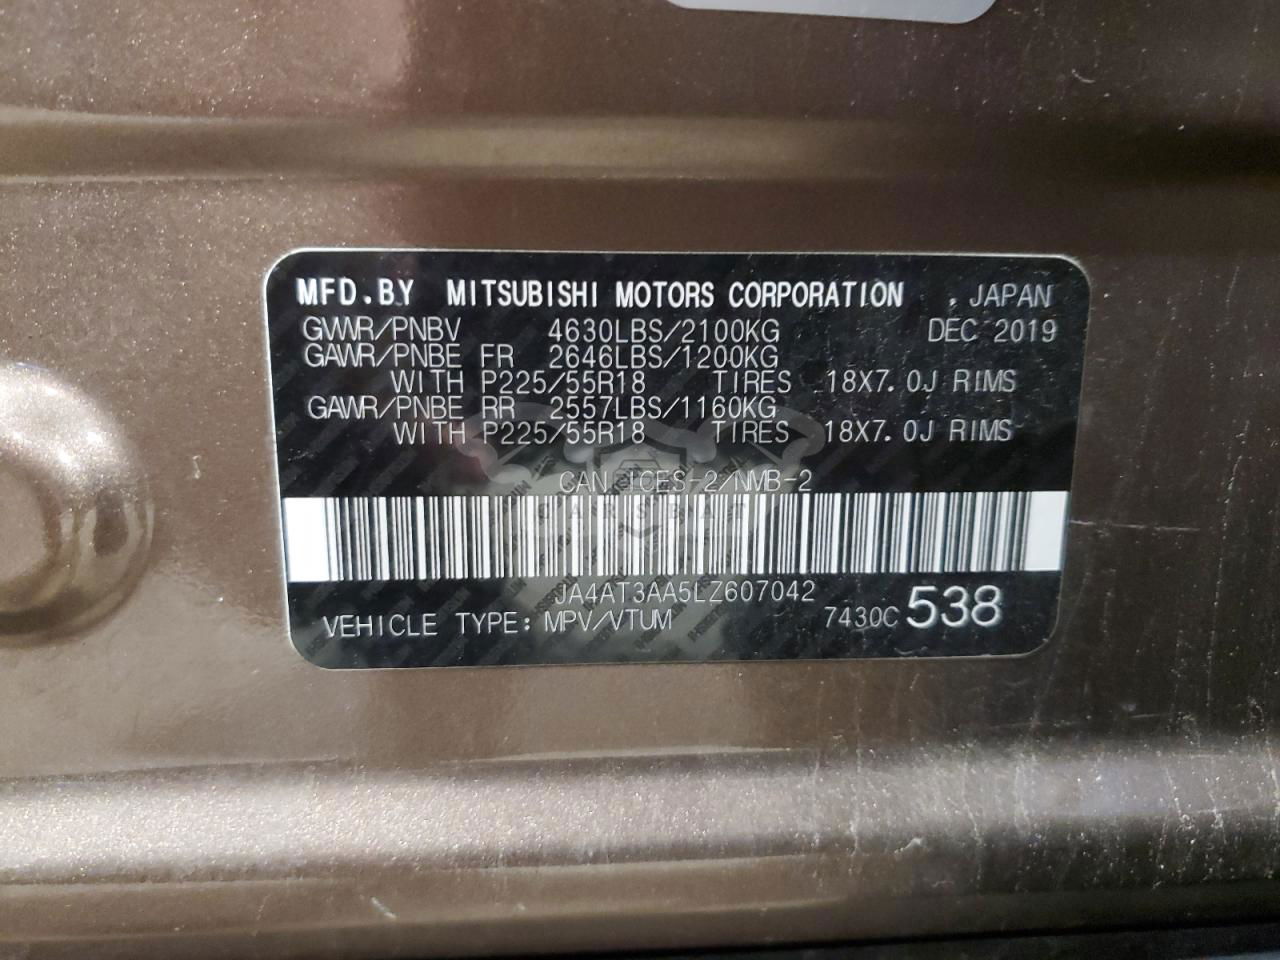 MFD.BY MITSUBISHI MOTORS CORPORATION , JAPAN
GVWR/PNBV 4630LBS/2100KG DEC 2019
GAWR/PNBE FR 2646LBS/1200KG
WITH P225/55R18 TIRES 18X7.0J RIMS
GAWR/PNBE RR 2557LBS/1160KG
WITH P225/55R18 TIRES 18X7.0J RIMS
CAN ICES-2/NMB-2
JA4AT3AA5LZ607042
VEHICLE TYPE: MPV/VTUM 7430C 538